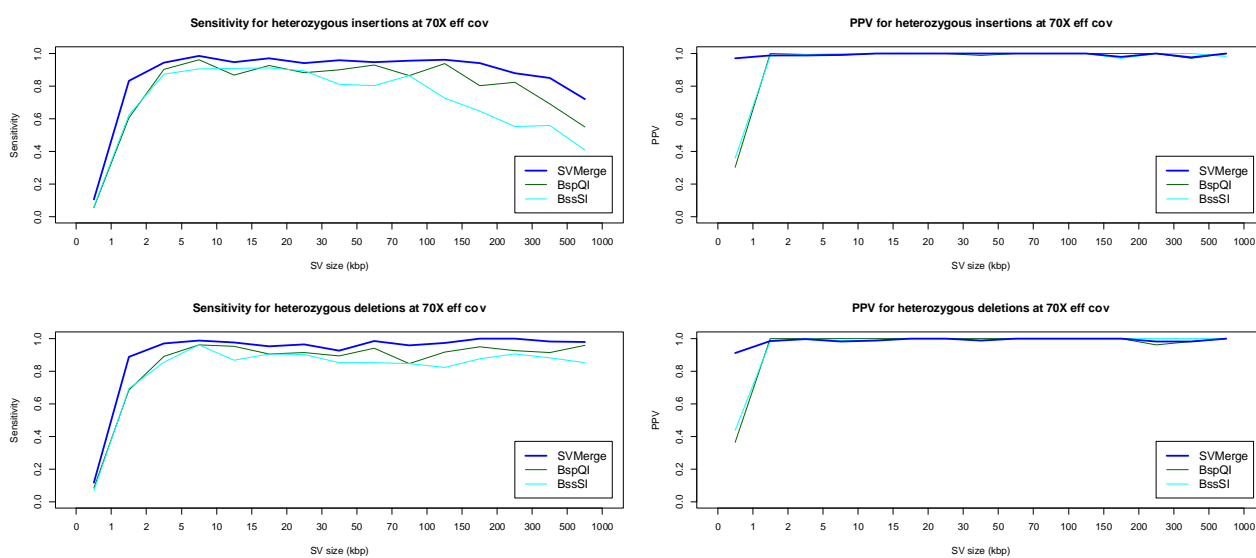 Sensitivity for heterozygous insertions at 70X eff cov
Sensitivity
0.0 0.2 0.4 0.6 0.8 1.0
SVMerge
BspQI
BssSI
0 1 2 5 10 15 20 30 50 70 100 150 200 300 500 1000
SV size (kbp)
PPV for heterozygous insertions at 70X eff cov
PPV
0.0 0.2 0.4 0.6 0.8 1.0
SVMerge
BspQI
BssSI
0 1 2 5 10 15 20 30 50 70 100 150 200 300 500 1000
SV size (kbp)
Sensitivity for heterozygous deletions at 70X eff cov
Sensitivity
0.0 0.2 0.4 0.6 0.8 1.0
SVMerge
BspQI
BssSI
0 1 2 5 10 15 20 30 50 70 100 150 200 300 500 1000
SV size (kbp)
PPV for heterozygous deletions at 70X eff cov
PPV
0.0 0.2 0.4 0.6 0.8 1.0
SVMerge
BspQI
BssSI
0 1 2 5 10 15 20 30 50 70 100 150 200 300 500 1000
SV size (kbp)